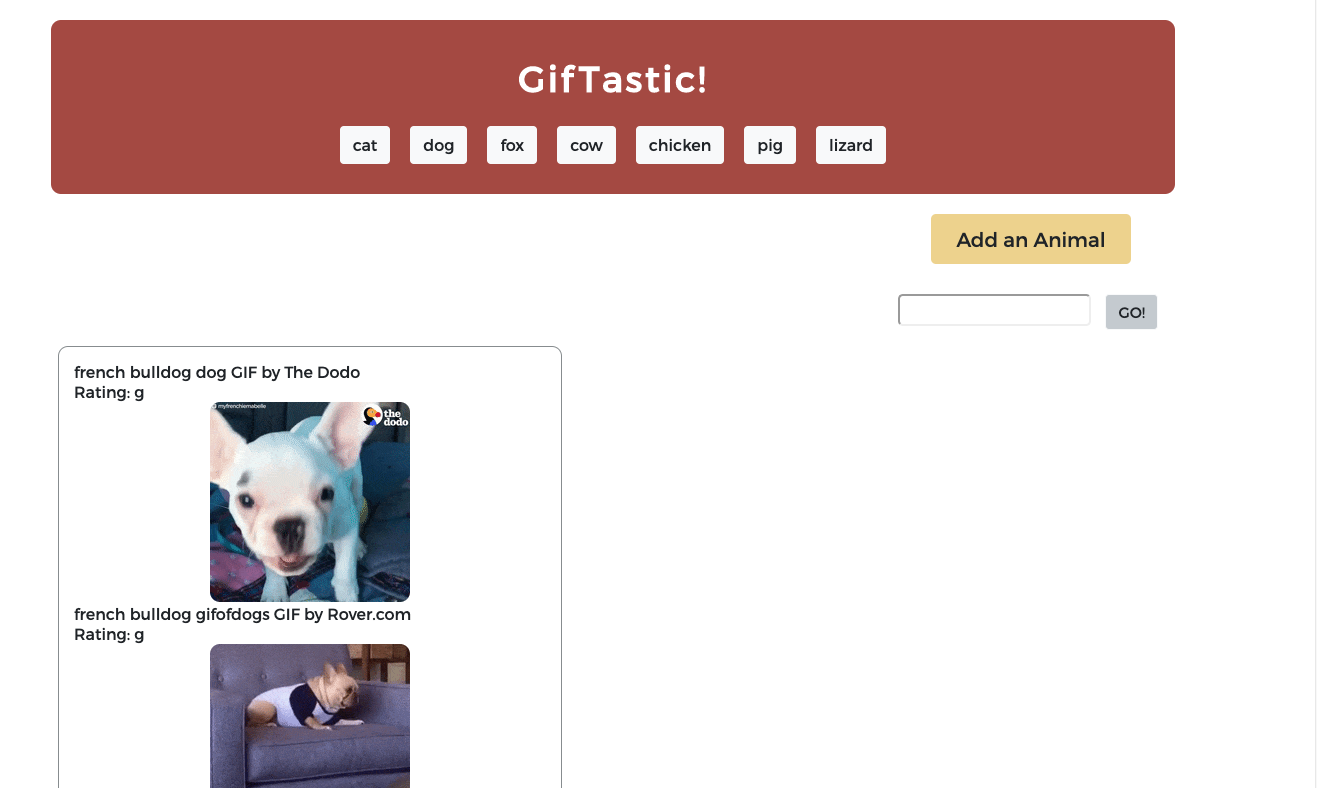 GifTastic!
cat dog fox cow chicken pig lizard
Add an Animal
GO!
french bulldog dog GIF by The Dodo
Rating: g
myfrenchiemabelle
the
dodo
french bulldog gifofdogs GIF by Rover.com
Rating: g